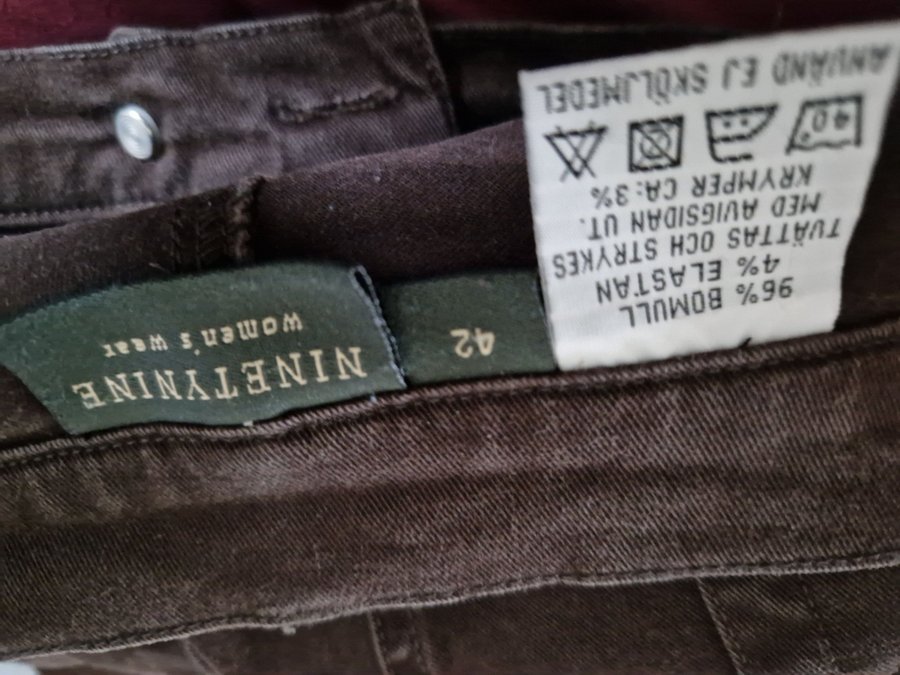 NINETYNINE
women's wear
42
96% BOMULL
4% ELASTAN
TVÄTTAS OCH STRYKES
MED AVIGSIDAN UT.
KRYMPER CA:3%
40°
ANVÄND EJ SKÖLJMEDEL